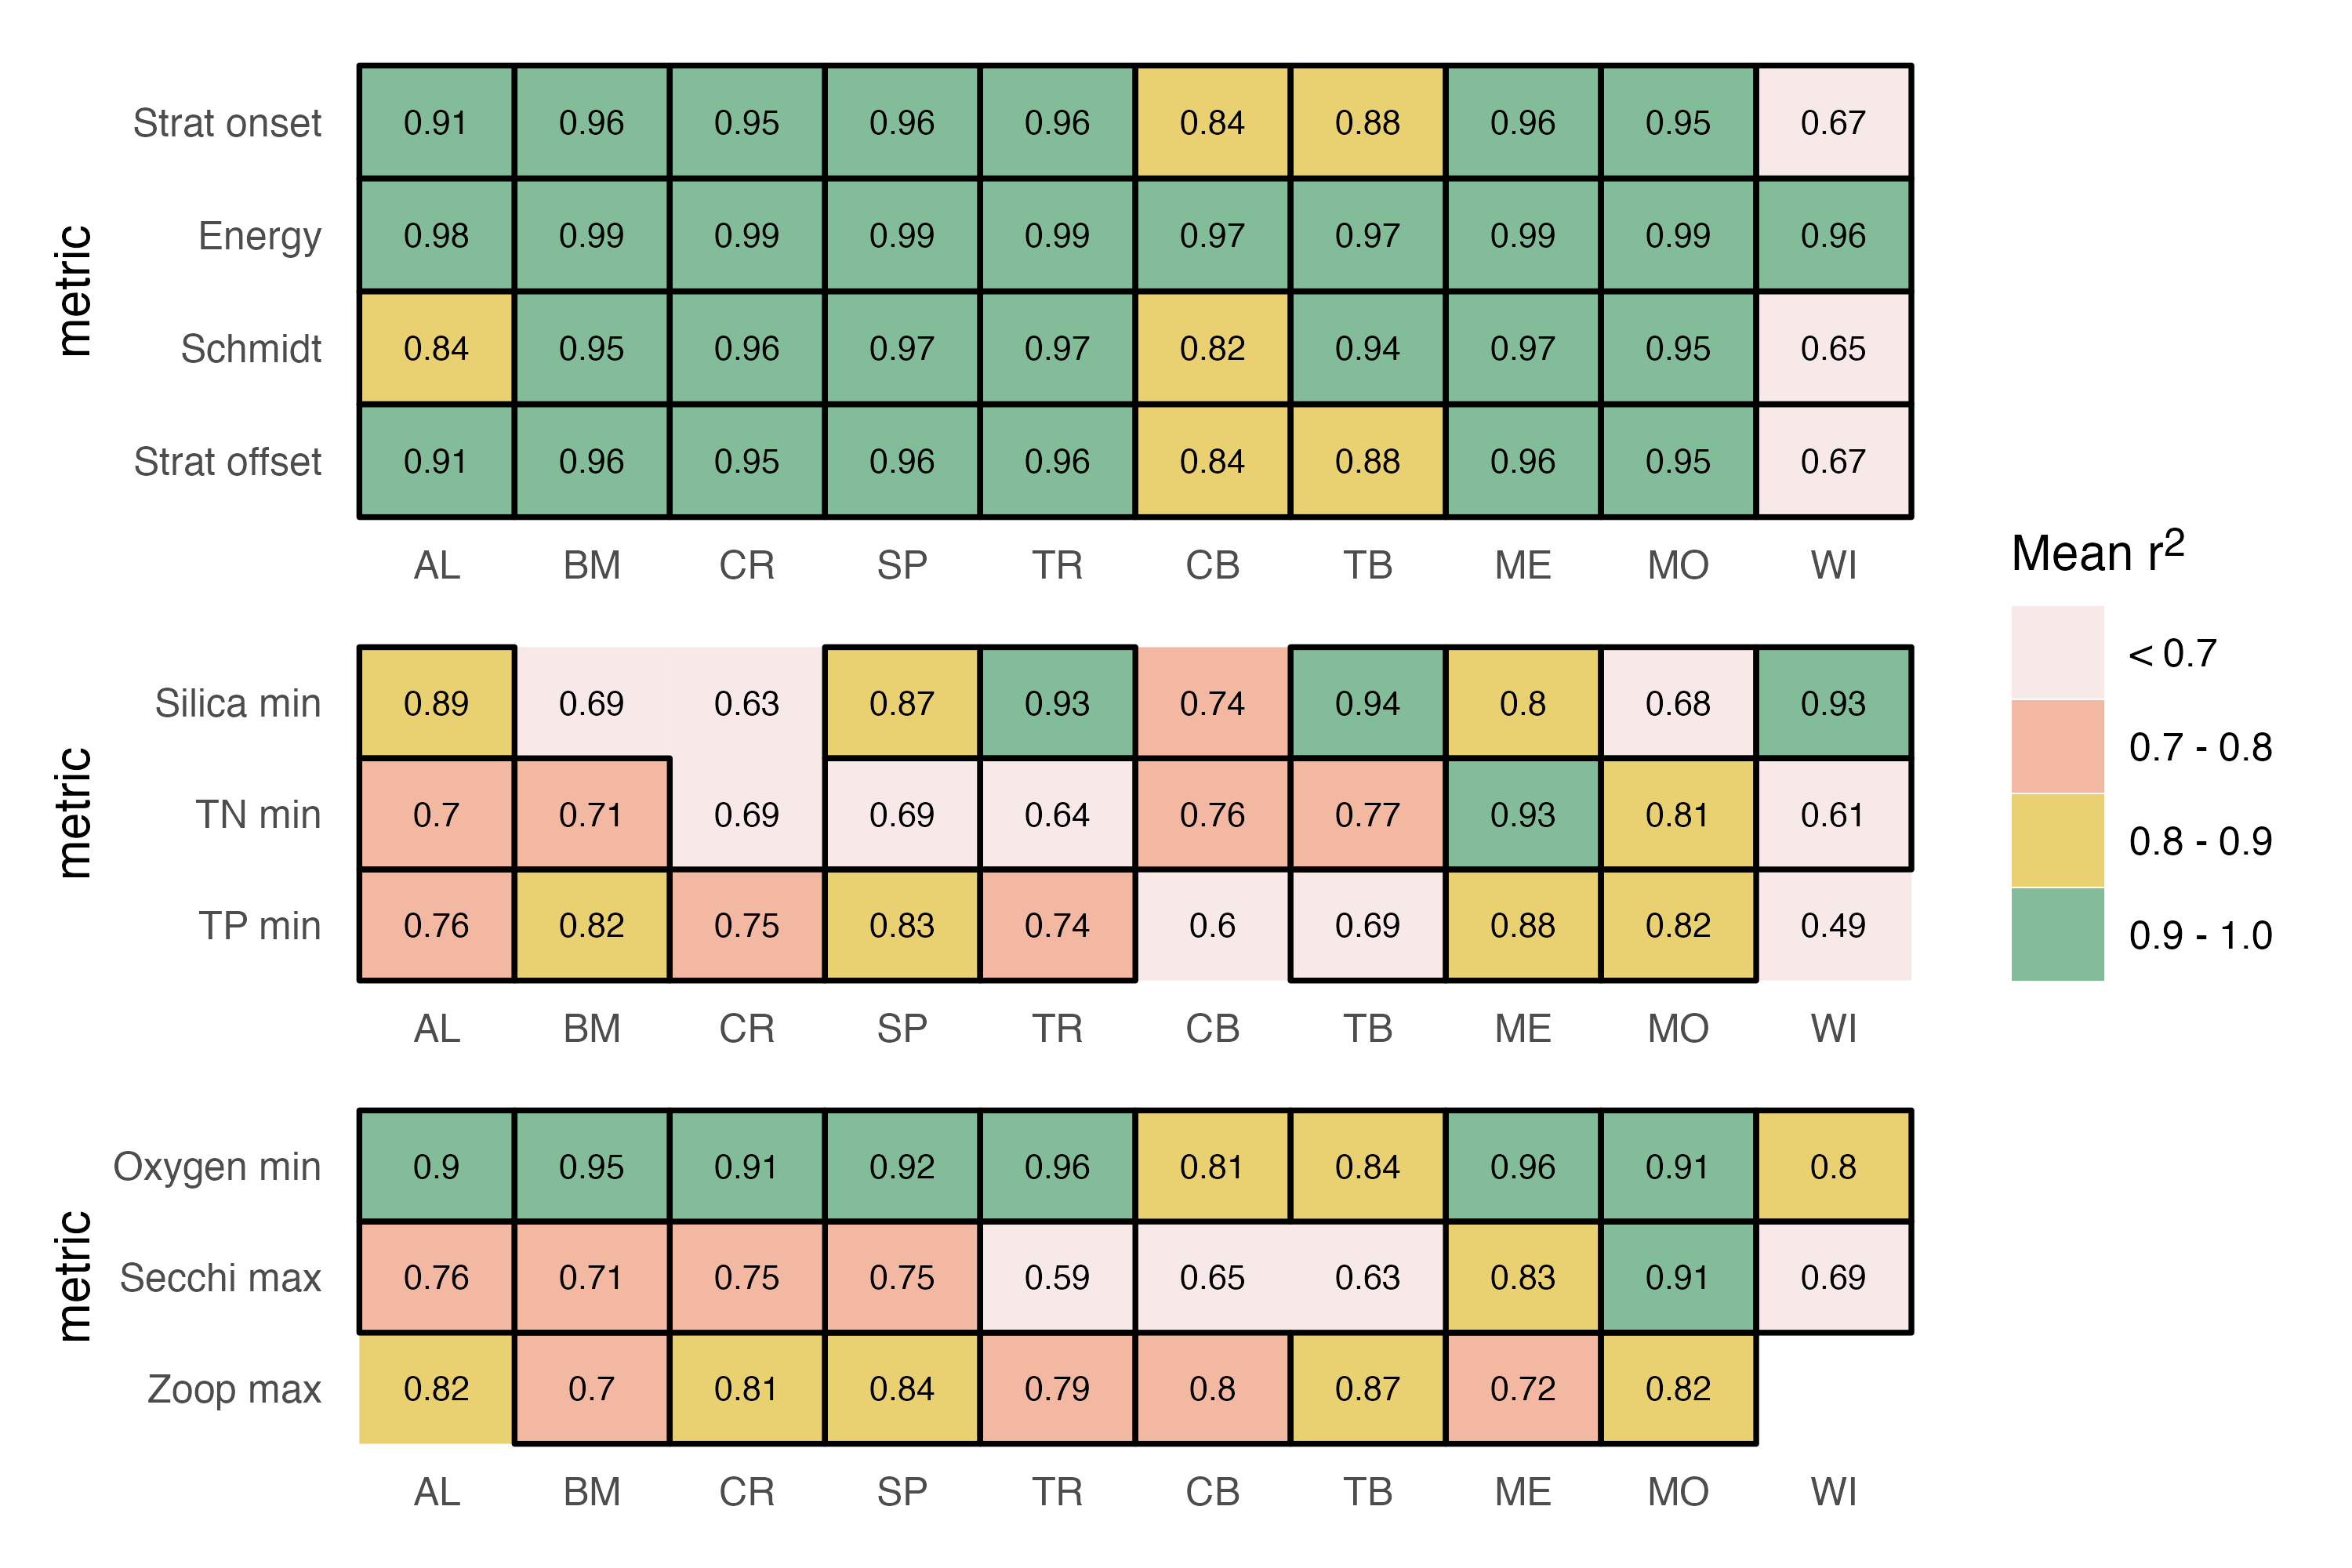 metric
Strat onset 0.91 0.96 0.95 0.96 0.96 0.84 0.88 0.96 0.95 0.67
Energy 0.98 0.99 0.99 0.99 0.99 0.97 0.97 0.99 0.99 0.96
Schmidt 0.84 0.95 0.96 0.97 0.97 0.82 0.94 0.97 0.95 0.65
Strat offset 0.91 0.96 0.95 0.96 0.96 0.84 0.88 0.96 0.95 0.67
AL BM CR SP TR CB TB ME MO WI
metric
Silica min 0.89 0.69 0.63 0.87 0.93 0.74 0.94 0.8 0.68 0.93
TN min 0.7 0.71 0.69 0.69 0.64 0.76 0.77 0.93 0.81 0.61
TP min 0.76 0.82 0.75 0.83 0.74 0.6 0.69 0.88 0.82 0.49
AL BM CR SP TR CB TB ME MO WI
metric
Oxygen min 0.9 0.95 0.91 0.92 0.96 0.81 0.84 0.96 0.91 0.8
Secchi max 0.76 0.71 0.75 0.75 0.59 0.65 0.63 0.83 0.91 0.69
Zoop max 0.82 0.7 0.81 0.84 0.79 0.8 0.87 0.72 0.82
AL BM CR SP TR CB TB ME MO WI
Mean r²
< 0.7
0.7 - 0.8
0.8 - 0.9
0.9 - 1.0